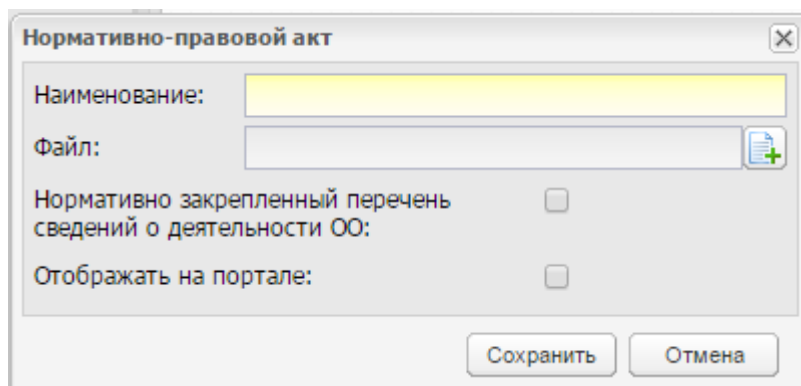 Нормативно-правовой акт
Наименование:
Файл:
Нормативно закрепленный перечень
сведений о деятельности ОО:
Отображать на портале:
Сохранить
Отмена